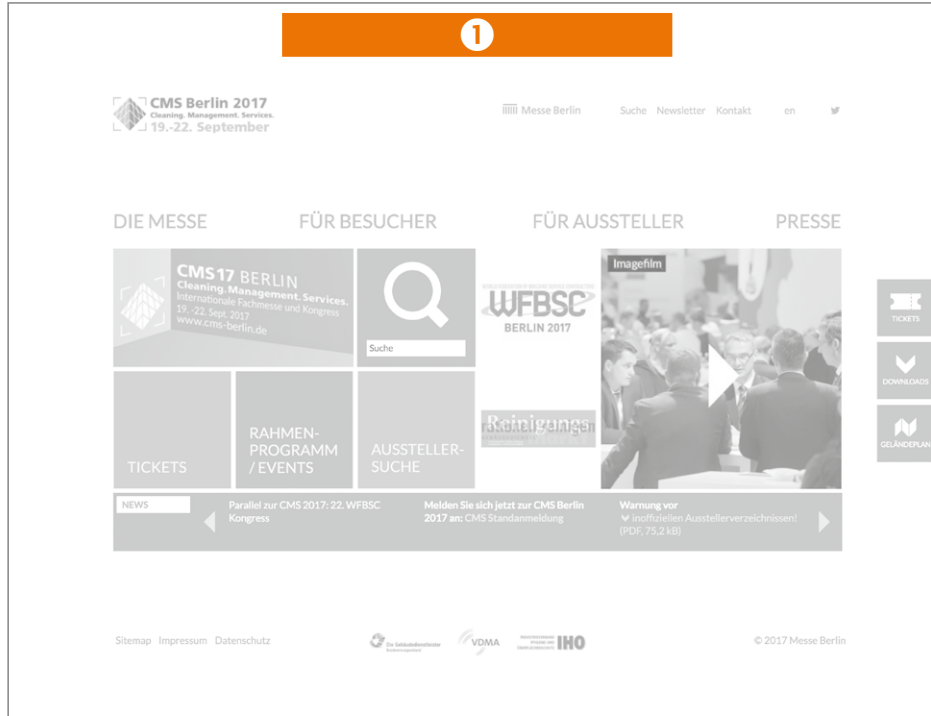 1
CMS Berlin 2017
Cleaning. Management. Services.
19.-22. September
Messe Berlin
Suche Newsletter Kontakt
en
DIE MESSE
FÜR BESUCHER
FÜR AUSSTELLER
PRESSE
CMS17 BERLIN
Cleaning. Management. Services.
Internationale Fachmesse und Kongress
19. -22. Sept. 2017
www.cms-berlin.de
Suche
WFBSC
BERLIN 2017
Imagefilm
TICKETS
DOWNLOADS
GELÄNDEPLAN
TICKETS
RAHMEN-
PROGRAMM
/ EVENTS
AUSSTELLER-
SUCHE
Reinigungs
NEWS
Parallel zur CMS 2017: 22. WFBSC
Kongress
Melden Sie sich jetzt zur CMS Berlin
2017 an: CMS Standanmeldung
Warnung vor
inoffiziellen Ausstellerverzeichnissen!
(PDF, 75,2 kB)
Sitemap Impressum Datenschutz
Die Gebäudedienstleister
VDMA
IHO
© 2017 Messe Berlin